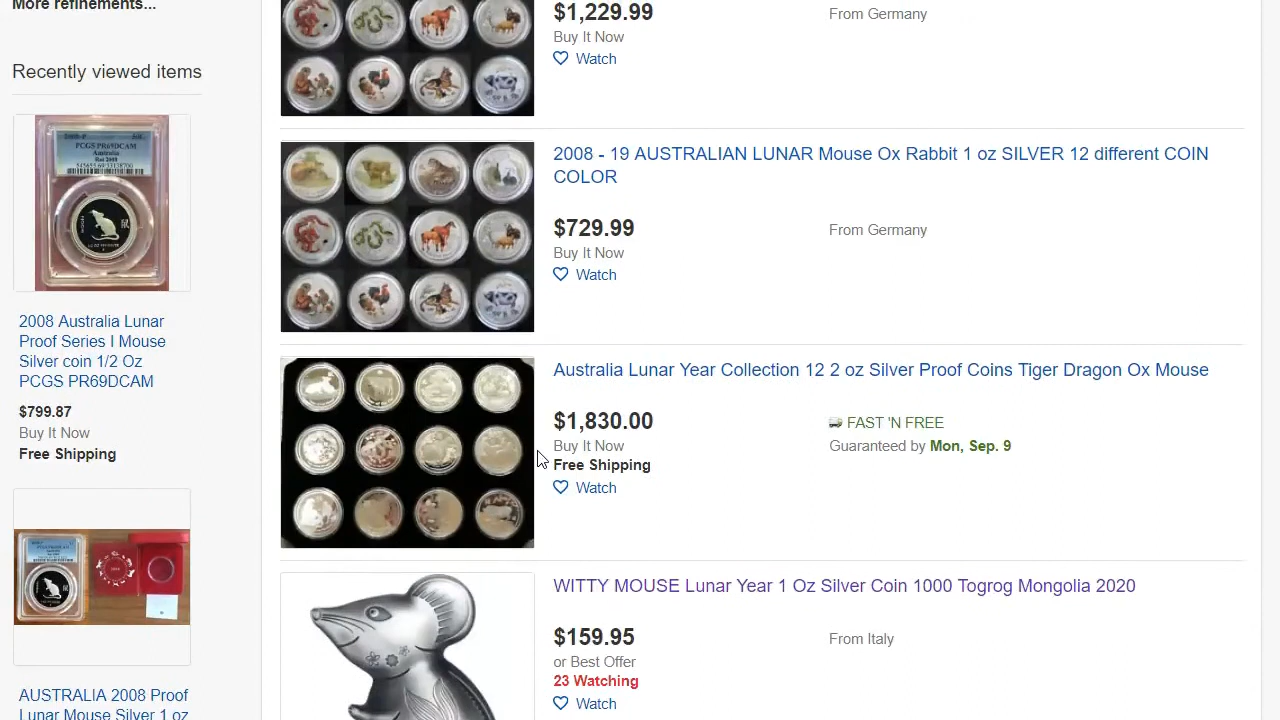 More refinements...
Recently viewed items
PCGS PR69DCAM
Australia
2008 Australia Lunar
Proof Series I Mouse
Silver coin 1/2 Oz
PCGS PR69DCAM
$799.87
Buy It Now
Free Shipping
AUSTRALIA 2008 Proof
Lunar Mouse Silver 1 oz
$1,229.99
From Germany
Buy It Now
Watch
2008 - 19 AUSTRALIAN LUNAR Mouse Ox Rabbit 1 oz SILVER 12 different COIN
COLOR
$729.99
From Germany
Buy It Now
Watch
Australia Lunar Year Collection 12 2 oz Silver Proof Coins Tiger Dragon Ox Mouse
$1,830.00
FAST 'N FREE
Buy It Now
Guaranteed by Mon, Sep. 9
Free Shipping
Watch
WITTY MOUSE Lunar Year 1 Oz Silver Coin 1000 Togrog Mongolia 2020
$159.95
From Italy
or Best Offer
23 Watching
Watch